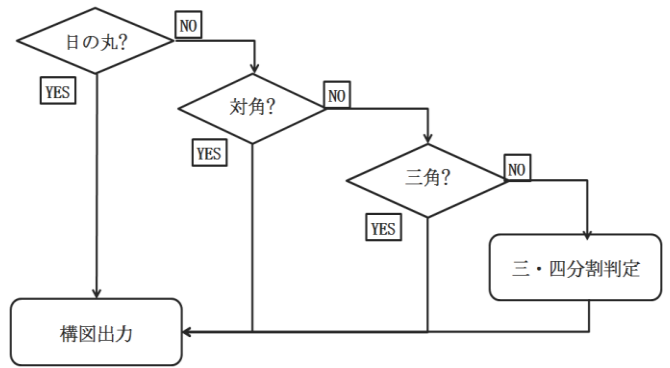 日の丸?
NO
YES
対角?
NO
YES
三角?
NO
YES
三・四分割判定
構図出力